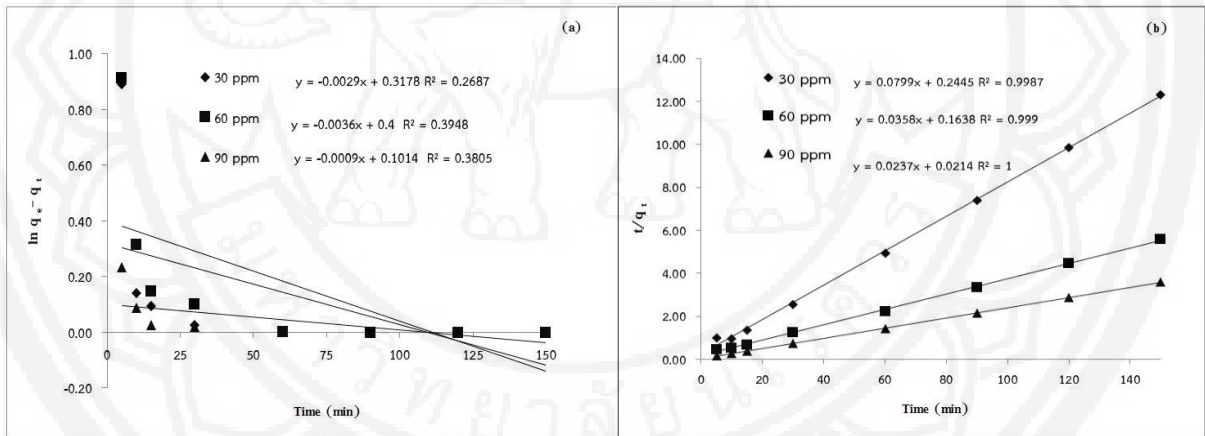 (a)
1.00
0.80
0.60
0.40
0.20
0.00
-0.20
ln q e – q t
30 ppm y = -0.0029x + 0.3178 R² = 0.2687
60 ppm y = -0.0036x + 0.4 R² = 0.3948
90 ppm y = -0.0009x + 0.1014 R² = 0.3805
0 25 50 75 100 125 150
Time (min)
(b)
14.00
12.00
10.00
8.00
6.00
4.00
2.00
0.00
t/q t
30 ppm y = 0.0799x + 0.2445 R² = 0.9987
60 ppm y = 0.0358x + 0.1638 R² = 0.999
90 ppm
y = 0.0237x + 0.0214 R² = 1
0 20 40 60 80 100 120 140
Time (min)